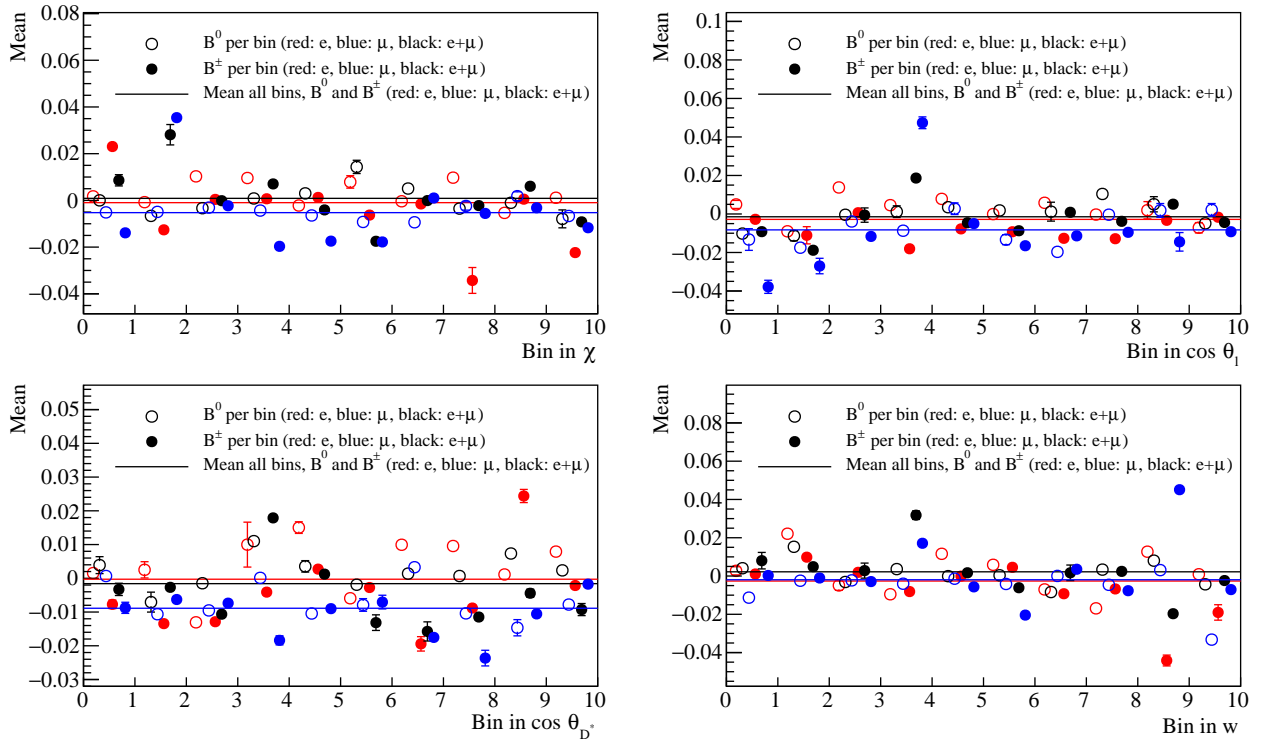 Mean
0.08
0.06
0.04
0.02
0
−0.02
−0.04
B⁰ per bin (red: e, blue: μ, black: e+μ)
B± per bin (red: e, blue: μ, black: e+μ)
Mean all bins, B⁰ and B± (red: e, blue: μ, black: e+μ)
0 1 2 3 4 5 6 7 8 9 10
Bin in χ
Mean
0.1
0.08
0.06
0.04
0.02
0
−0.02
−0.04
B⁰ per bin (red: e, blue: μ, black: e+μ)
B± per bin (red: e, blue: μ, black: e+μ)
Mean all bins, B⁰ and B± (red: e, blue: μ, black: e+μ)
0 1 2 3 4 5 6 7 8 9 10
Bin in cos θ_l
Mean
0.05
0.04
0.03
0.02
0.01
0
−0.01
−0.02
−0.03
B⁰ per bin (red: e, blue: μ, black: e+μ)
B± per bin (red: e, blue: μ, black: e+μ)
Mean all bins, B⁰ and B± (red: e, blue: μ, black: e+μ)
0 1 2 3 4 5 6 7 8 9 10
Bin in cos θ_D*
Mean
0.08
0.06
0.04
0.02
0
−0.02
−0.04
B⁰ per bin (red: e, blue: μ, black: e+μ)
B± per bin (red: e, blue: μ, black: e+μ)
Mean all bins, B⁰ and B± (red: e, blue: μ, black: e+μ)
0 1 2 3 4 5 6 7 8 9 10
Bin in w